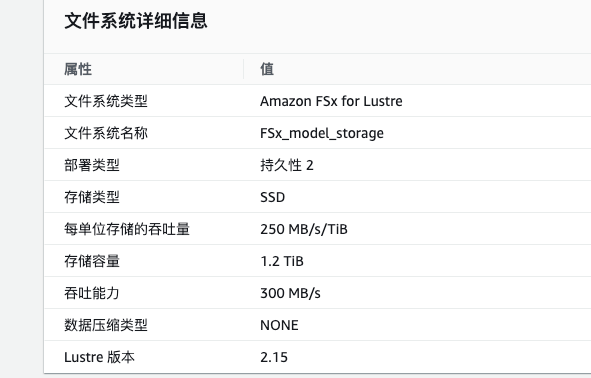 文件系统详细信息
属性 值
文件系统类型 Amazon FSx for Lustre
文件系统名称 FSx_model_storage
部署类型 持久性 2
存储类型 SSD
每单位存储的吞吐量 250 MB/s/TiB
存储容量 1.2 TiB
吞吐能力 300 MB/s
数据压缩类型 NONE
Lustre 版本 2.15